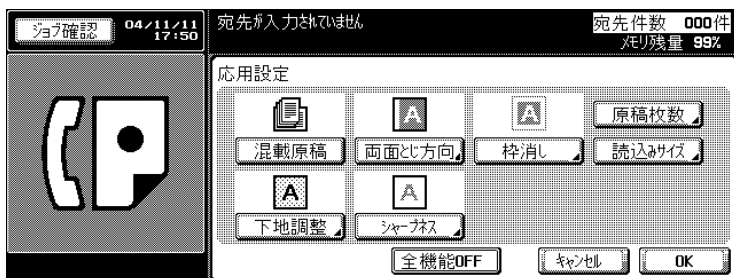 ジョブ確認
04/11/11
17:50
宛先が入力されていません
宛先件数 000件
メモリ残量 99%
応用設定
混載原稿
両面とじ方向
枠消し
原稿枚数
読込みサイズ
下地調整
シャープネス
全機能OFF
キャンセル
OK